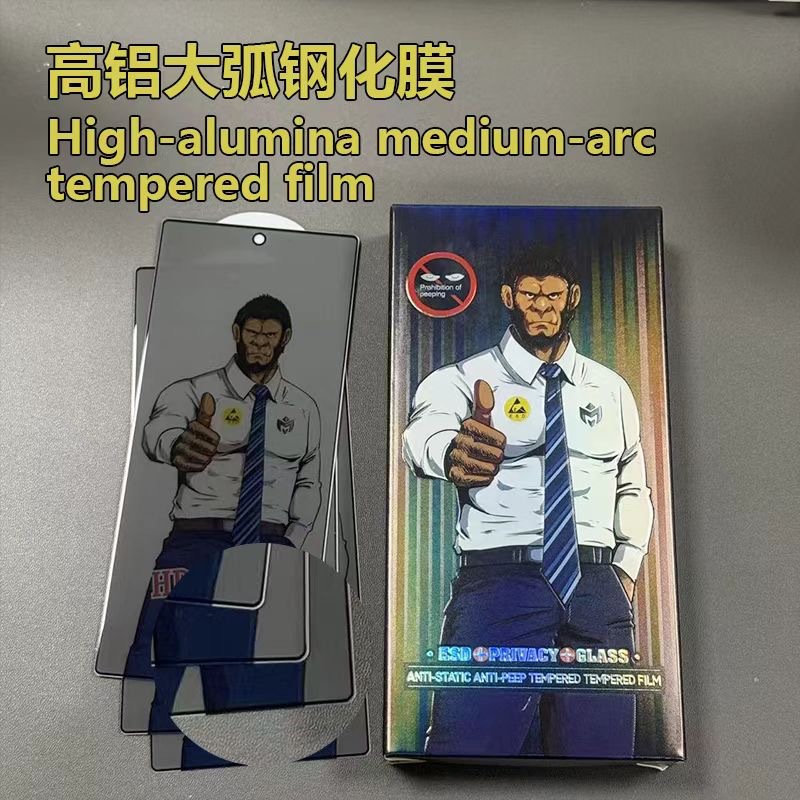 高铝大弧钢化膜
High-alumina medium-arc
tempered film
Prohibition of
peeping
ESD
ESD PRIVACY GLASS
ANTI-STATIC ANTI-PEEP TEMPERED TEMPERED FILM